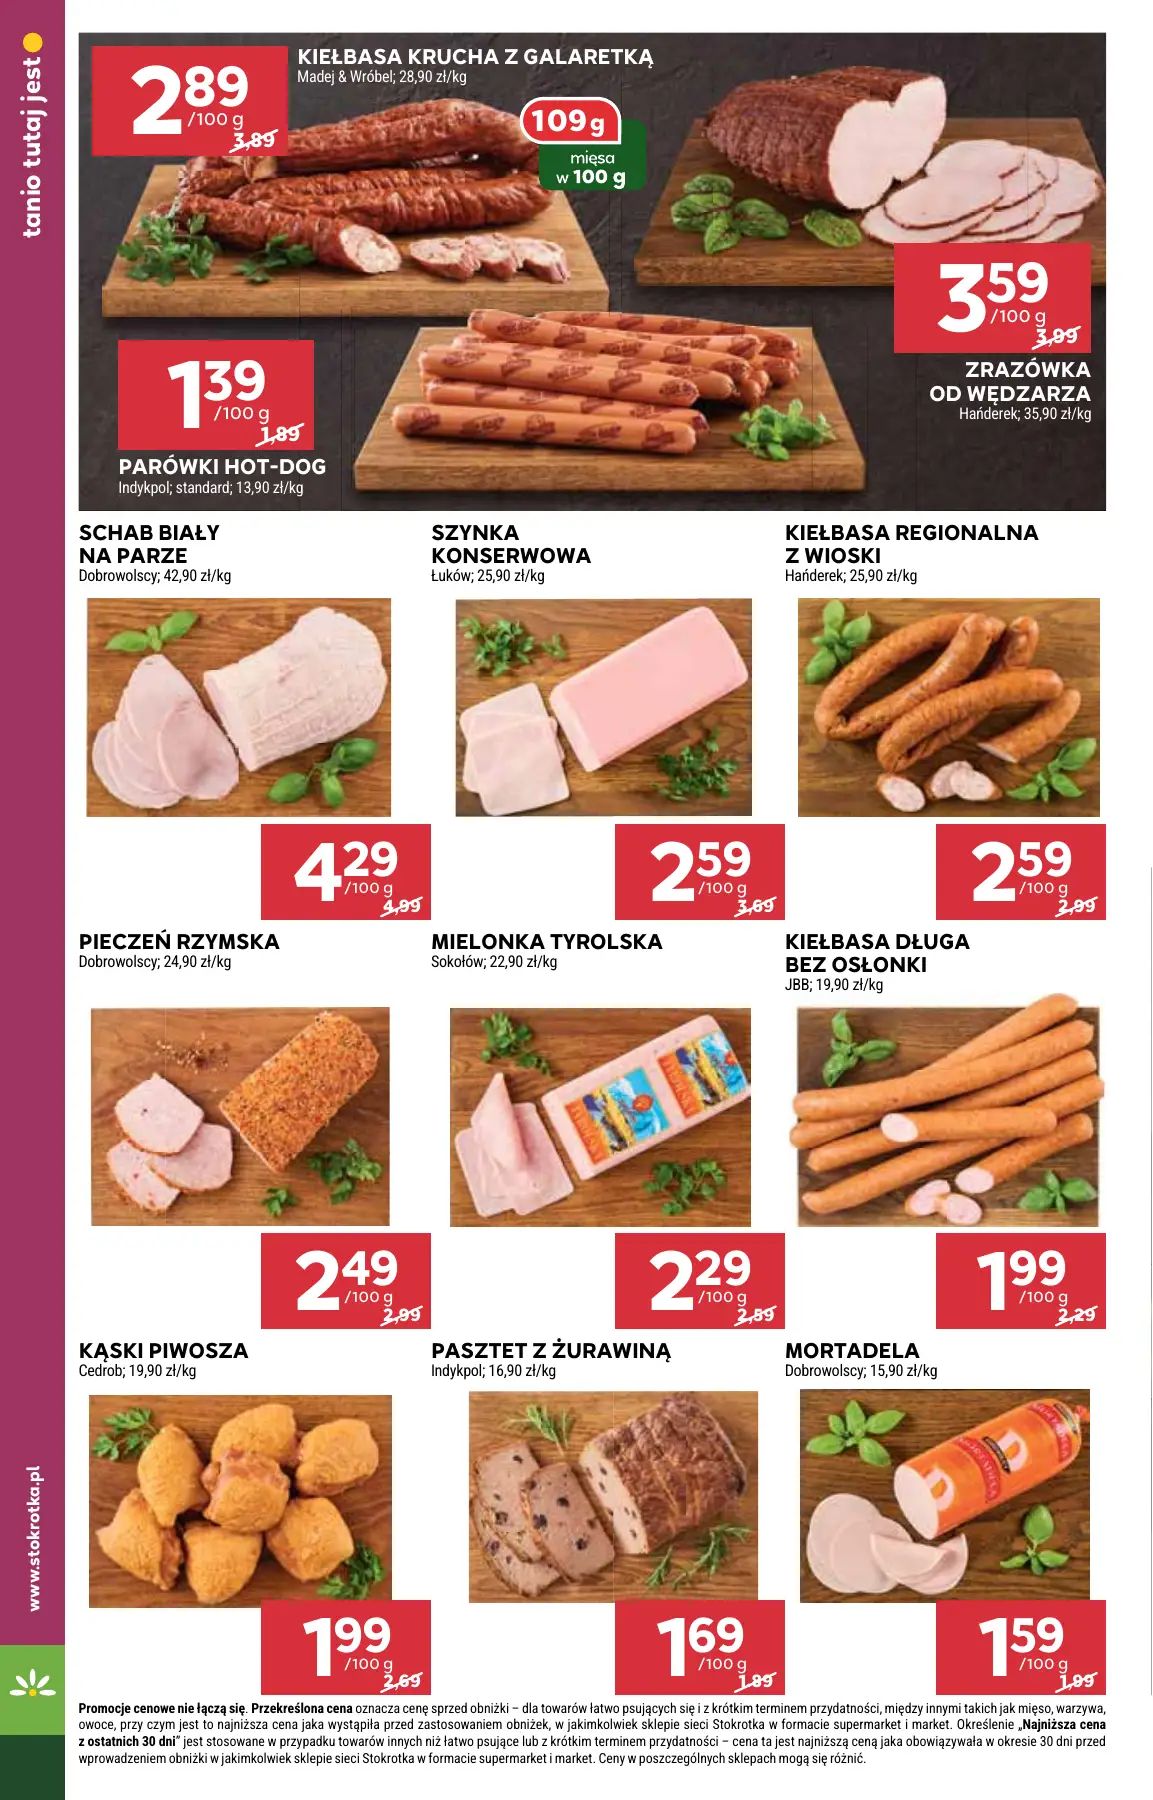 tanio tutaj jest
KIEŁBASA KRUCHA Z GALARETKĄ
Madej & Wróbel; 28,90 zł/kg
2 89
/100 g
3,89
109 g
mięsa
w 100 g
3 59
/100 g
3,99
ZRAZÓWKA
OD WĘDZARZA
Hańderek; 35,90 zł/kg
1 39
/100 g
1,89
PARÓWKI HOT-DOG
Indykpol; standard; 13,90 zł/kg
SCHAB BIAŁY
NA PARZE
Dobrowolscy; 42,90 zł/kg
4 29
/100 g
4,99
SZYNKA
KONSERWOWA
Łuków; 25,90 zł/kg
2 59
/100 g
3,69
KIEŁBASA REGIONALNA
Z WIOSKI
Hańderek; 25,90 zł/kg
2 59
/100 g
2,99
PIECZEŃ RZYMSKA
Dobrowolscy; 24,90 zł/kg
2 49
/100 g
2,99
MIELONKA TYROLSKA
Sokołów; 22,90 zł/kg
2 29
/100 g
2,59
KIEŁBASA DŁUGA
BEZ OSŁONKI
JBB; 19,90 zł/kg
1 99
/100 g
2,29
KĄSKI PIWOSZA
Cedrob; 19,90 zł/kg
1 99
/100 g
2,69
PASZTET Z ŻURAWINĄ
Indykpol; 16,90 zł/kg
1 69
/100 g
1,89
MORTADELA
Dobrowolscy; 15,90 zł/kg
1 59
/100 g
1,99
www.stokrotka.pl
Promocje cenowe nie łączą się. Przekreślona cena oznacza cenę sprzed obniżki – dla towarów łatwo psujących się i z krótkim terminem przydatności, między innymi takich jak mięso, warzywa,
owoce, przy czym jest to najniższa cena jaka wystąpiła przed zastosowaniem obniżek, w jakimkolwiek sklepie sieci Stokrotka w formacie supermarket i market. Określenie „Najniższa cena
z ostatnich 30 dni" jest stosowane w przypadku towarów innych niż łatwo psujące lub z krótkim terminem przydatności – cena ta jest najniższą ceną jaka obowiązywała w okresie 30 dni przed
wprowadzeniem obniżki w jakimkolwiek sklepie sieci Stokrotka w formacie supermarket i market. Ceny w poszczególnych sklepach mogą się różnić.